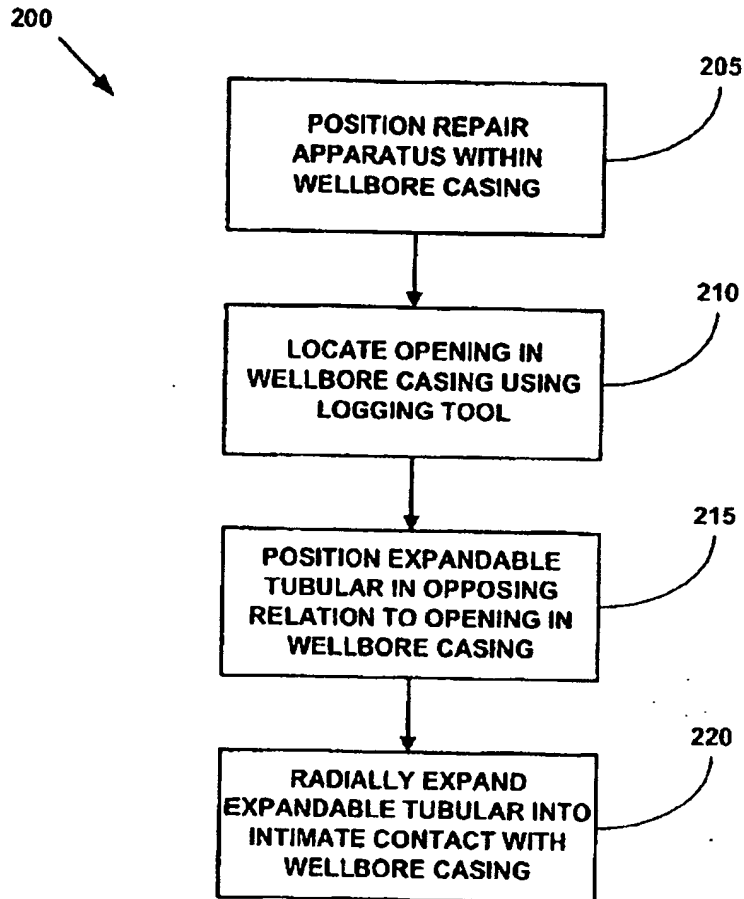 200
205
POSITION REPAIR
APPARATUS WITHIN
WELLBORE CASING
210
LOCATE OPENING IN
WELLBORE CASING USING
LOGGING TOOL
215
POSITION EXPANDABLE
TUBULAR IN OPPOSING
RELATION TO OPENING IN
WELLBORE CASING
220
RADIALLY EXPAND
EXPANDABLE TUBULAR INTO
INTIMATE CONTACT WITH
WELLBORE CASING